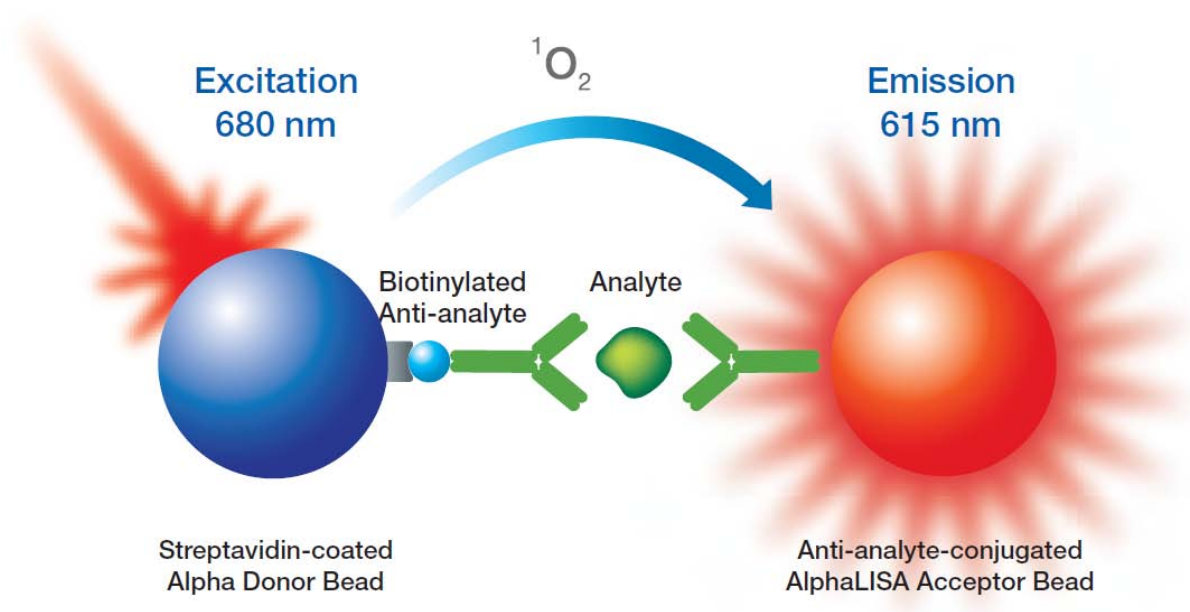 ¹O₂
Excitation
680 nm
Emission
615 nm
Biotinylated
Anti-analyte
Analyte
Streptavidin-coated
Alpha Donor Bead
Anti-analyte-conjugated
AlphaLISA Acceptor Bead